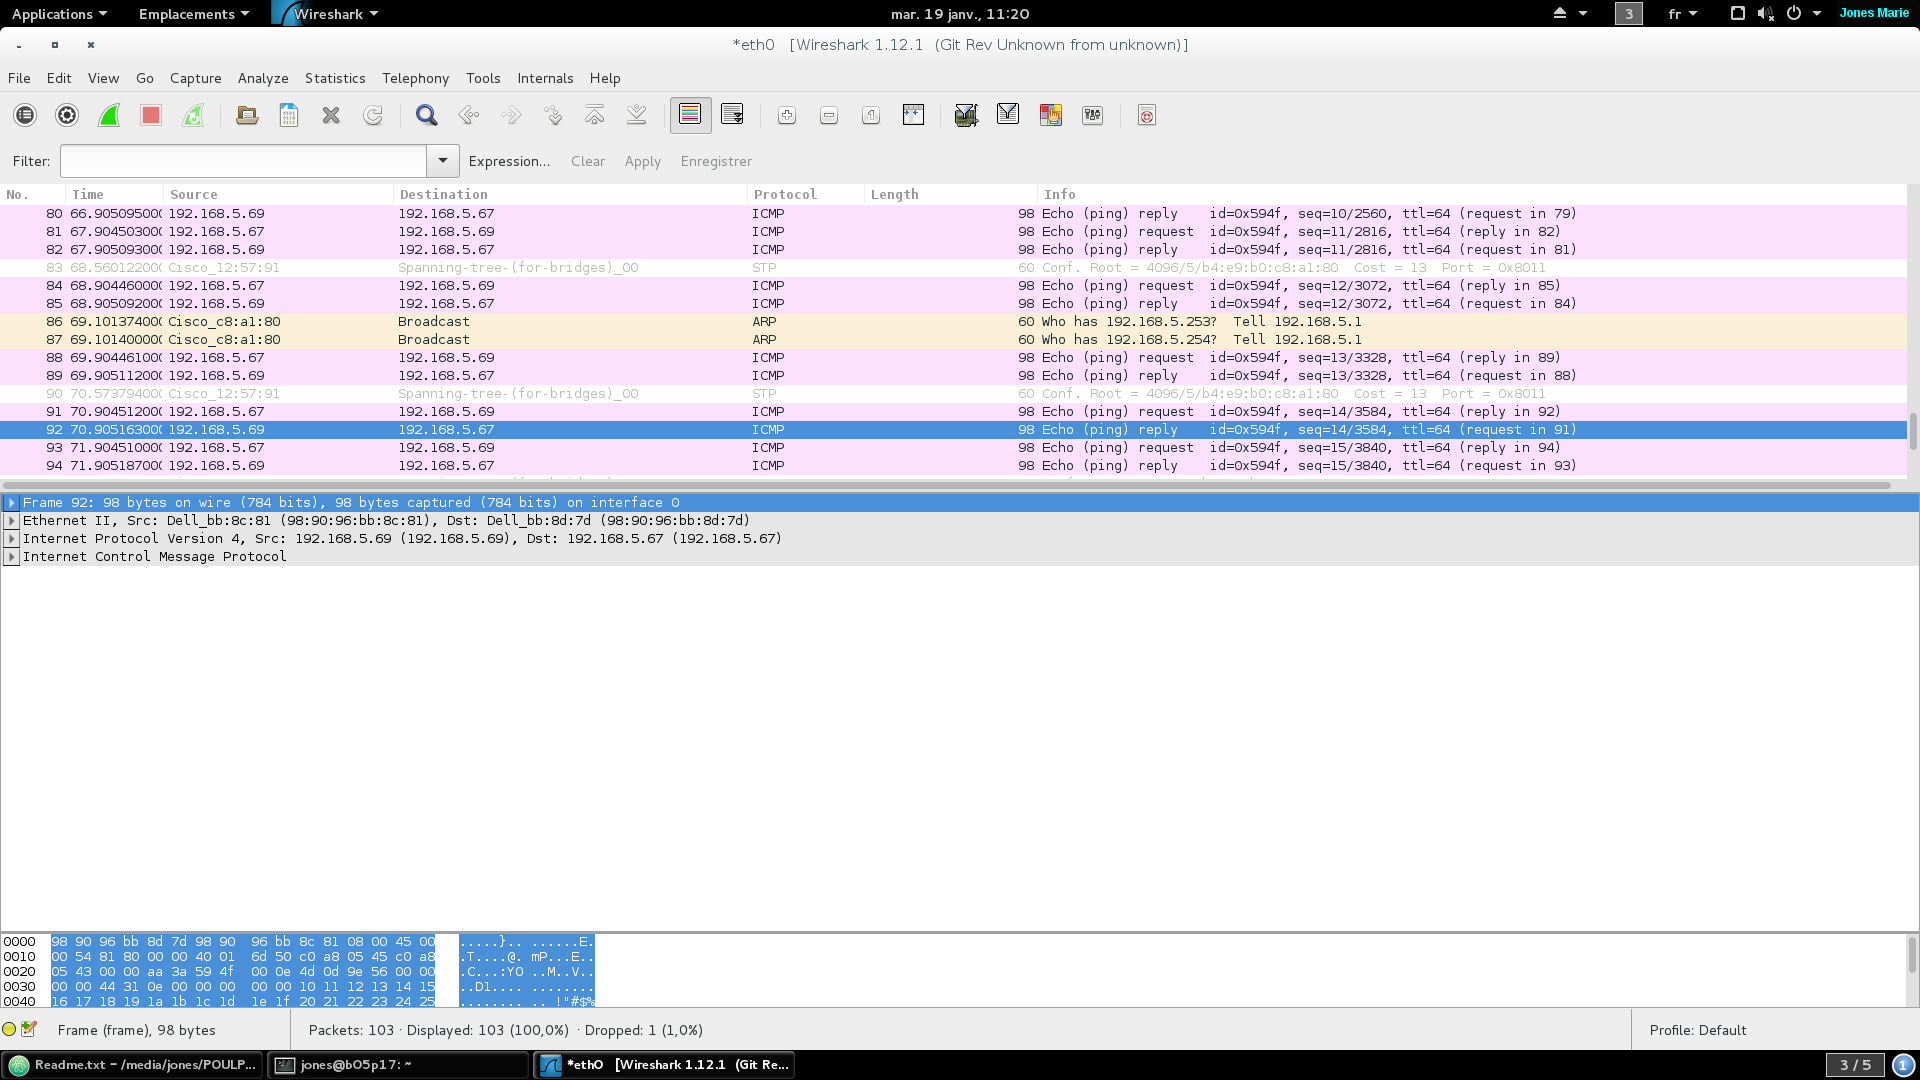 Applications Emplacements Wireshark mar. 19 janv., 11:20 3 fr Jones Marie
*eth0 [Wireshark 1.12.1 (Git Rev Unknown from unknown)]
File Edit View Go Capture Analyze Statistics Telephony Tools Internals Help
Filter: Expression... Clear Apply Enregistrer
No. Time Source Destination Protocol Length Info
80 66.905095000 192.168.5.69 192.168.5.67 ICMP 98 Echo (ping) reply id=0x594f, seq=10/2560, ttl=64 (request in 79)
81 67.904503000 192.168.5.67 192.168.5.69 ICMP 98 Echo (ping) request id=0x594f, seq=11/2816, ttl=64 (reply in 82)
82 67.905093000 192.168.5.69 192.168.5.67 ICMP 98 Echo (ping) reply id=0x594f, seq=11/2816, ttl=64 (request in 81)
83 68.560122000 Cisco_12:57:91 Spanning-tree-(for-bridges)_00 STP 60 Conf. Root = 4096/5/b4:e9:b0:c8:a1:80 Cost = 13 Port = 0x8011
84 68.904460000 192.168.5.67 192.168.5.69 ICMP 98 Echo (ping) request id=0x594f, seq=12/3072, ttl=64 (reply in 85)
85 68.905092000 192.168.5.69 192.168.5.67 ICMP 98 Echo (ping) reply id=0x594f, seq=12/3072, ttl=64 (request in 84)
86 69.101374000 Cisco_c8:a1:80 Broadcast ARP 60 Who has 192.168.5.253? Tell 192.168.5.1
87 69.101400000 Cisco_c8:a1:80 Broadcast ARP 60 Who has 192.168.5.254? Tell 192.168.5.1
88 69.904461000 192.168.5.67 192.168.5.69 ICMP 98 Echo (ping) request id=0x594f, seq=13/3328, ttl=64 (reply in 89)
89 69.905112000 192.168.5.69 192.168.5.67 ICMP 98 Echo (ping) reply id=0x594f, seq=13/3328, ttl=64 (request in 88)
90 70.573794000 Cisco_12:57:91 Spanning-tree-(for-bridges)_00 STP 60 Conf. Root = 4096/5/b4:e9:b0:c8:a1:80 Cost = 13 Port = 0x8011
91 70.904512000 192.168.5.67 192.168.5.69 ICMP 98 Echo (ping) request id=0x594f, seq=14/3584, ttl=64 (reply in 92)
92 70.905163000 192.168.5.69 192.168.5.67 ICMP 98 Echo (ping) reply id=0x594f, seq=14/3584, ttl=64 (request in 91)
93 71.904510000 192.168.5.67 192.168.5.69 ICMP 98 Echo (ping) request id=0x594f, seq=15/3840, ttl=64 (reply in 94)
94 71.905187000 192.168.5.69 192.168.5.67 ICMP 98 Echo (ping) reply id=0x594f, seq=15/3840, ttl=64 (request in 93)
Frame 92: 98 bytes on wire (784 bits), 98 bytes captured (784 bits) on interface 0
Ethernet II, Src: Dell_bb:8c:81 (98:90:96:bb:8c:81), Dst: Dell_bb:8d:7d (98:90:96:bb:8d:7d)
Internet Protocol Version 4, Src: 192.168.5.69 (192.168.5.69), Dst: 192.168.5.67 (192.168.5.67)
Internet Control Message Protocol
0000 98 90 96 bb 8d 7d 98 90 96 bb 8c 81 08 00 45 00 .....}.. ......E.
0010 00 54 81 80 00 00 40 01 6d 50 c0 a8 05 45 c0 a8 .T....@. mP...E..
0020 05 43 00 00 aa 3a 59 4f 00 0e 4d 0d 9e 56 00 00 .C...:YO ..M..V..
0030 00 00 44 31 0e 00 00 00 00 00 10 11 12 13 14 15 ..D1.... ........
0040 16 17 18 19 1a 1b 1c 1d 1e 1f 20 21 22 23 24 25 ........ .. !"#$%
Frame (frame), 98 bytes Packets: 103 · Displayed: 103 (100,0%) · Dropped: 1 (1,0%) Profile: Default
Readme.txt – /media/jones/POULP... jones@b05p17: ~ *eth0 [Wireshark 1.12.1 (Git Re... 3 / 5 1